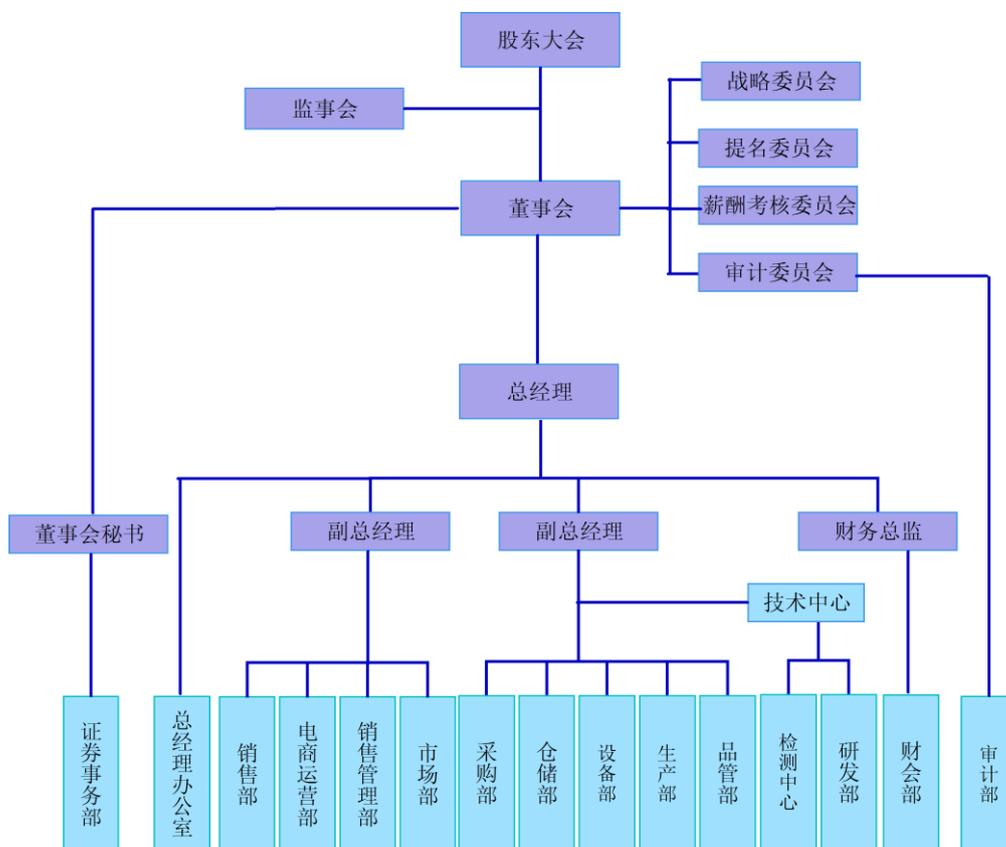 股东大会
监事会
战略委员会
提名委员会
董事会
薪酬考核委员会
审计委员会
总经理
董事会秘书
副总经理
副总经理
财务总监
技术中心
证券事务部
总经理办公室
销售部
电商运营部
销售管理部
市场部
采购部
仓储部
设备部
生产部
品管部
检测中心
研发部
财会部
审计部